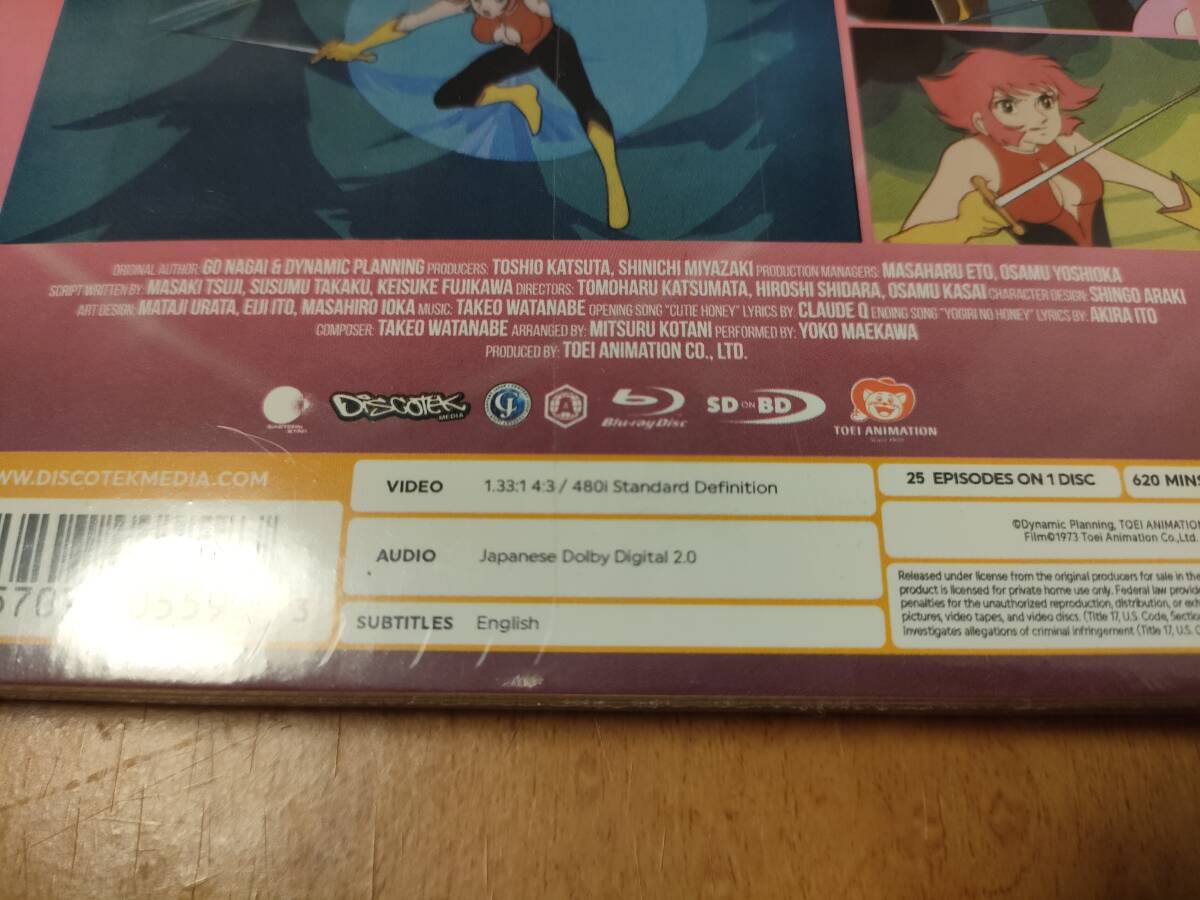 ORIGINAL AUTHOR: GO NAGAI & DYNAMIC PLANNING PRODUCERS: TOSHIO KATSUTA, SHINICHI MIYAZAKI PRODUCTION MANAGERS: MASAHARU ETO, OSAMU YOSHIOKA
SCRIPT WRITTEN BY: MASAKI TSUJI, SUSUMU TAKAKU, KEISUKE FUJIKAWA DIRECTORS: TOMOHARU KATSUMATA, HIROSHI SHIDARA, OSAMU KASAI CHARACTER DESIGN: SHINGO ARAKI
ART DESIGN: MATAJI URATA, EIJI ITO, MASAHIRO IOKA MUSIC: TAKEO WATANABE OPENING SONG "CUTIE HONEY" LYRICS BY: CLAUDE Q ENDING SONG "YOGIRI NO HONEY" LYRICS BY: AKIRA ITO
COMPOSER: TAKEO WATANABE ARRANGED BY: MITSURU KOTANI PERFORMED BY: YOKO MAEKAWA
PRODUCED BY: TOEI ANIMATION CO., LTD.
DISCOTEK
MEDIA
A
Blu-ray Disc
SD ON BD
TOEI ANIMATION
WWW.DISCOTEKMEDIA.COM
VIDEO 1.33:1 4:3 / 480i Standard Definition
AUDIO Japanese Dolby Digital 2.0
SUBTITLES English
25 EPISODES ON 1 DISC
620 MINS
©Dynamic Planning, TOEI ANIMATION
Film©1973 Toei Animation Co.,Ltd.
Released under license from the original producers for sale in the
product is licensed for private home use only. Federal law provide
penalties for the unauthorized reproduction, distribution, or exh
pictures, video tapes, and video discs. (Title 17, U.S. Code, Section
Investigates allegations of criminal infringement (Title 17, U.S. C